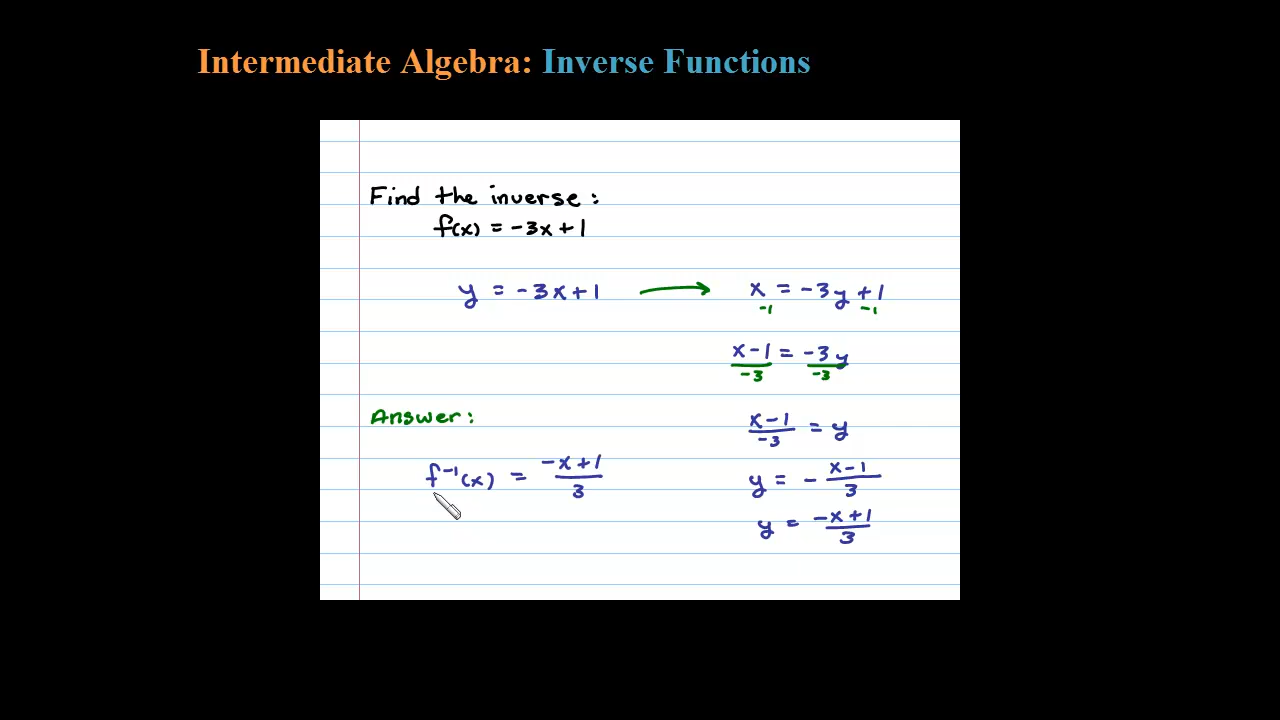 Intermediate Algebra: Inverse Functions
Find the inverse:
f(x) = -3x + 1
y = -3x + 1 → x = -3y + 1
-1 -1
x - 1 = -3y
-3 -3
Answer:
x - 1 = y
-3
f⁻¹(x) = -x + 1
3
y = - x - 1
3
y = -x + 1
3